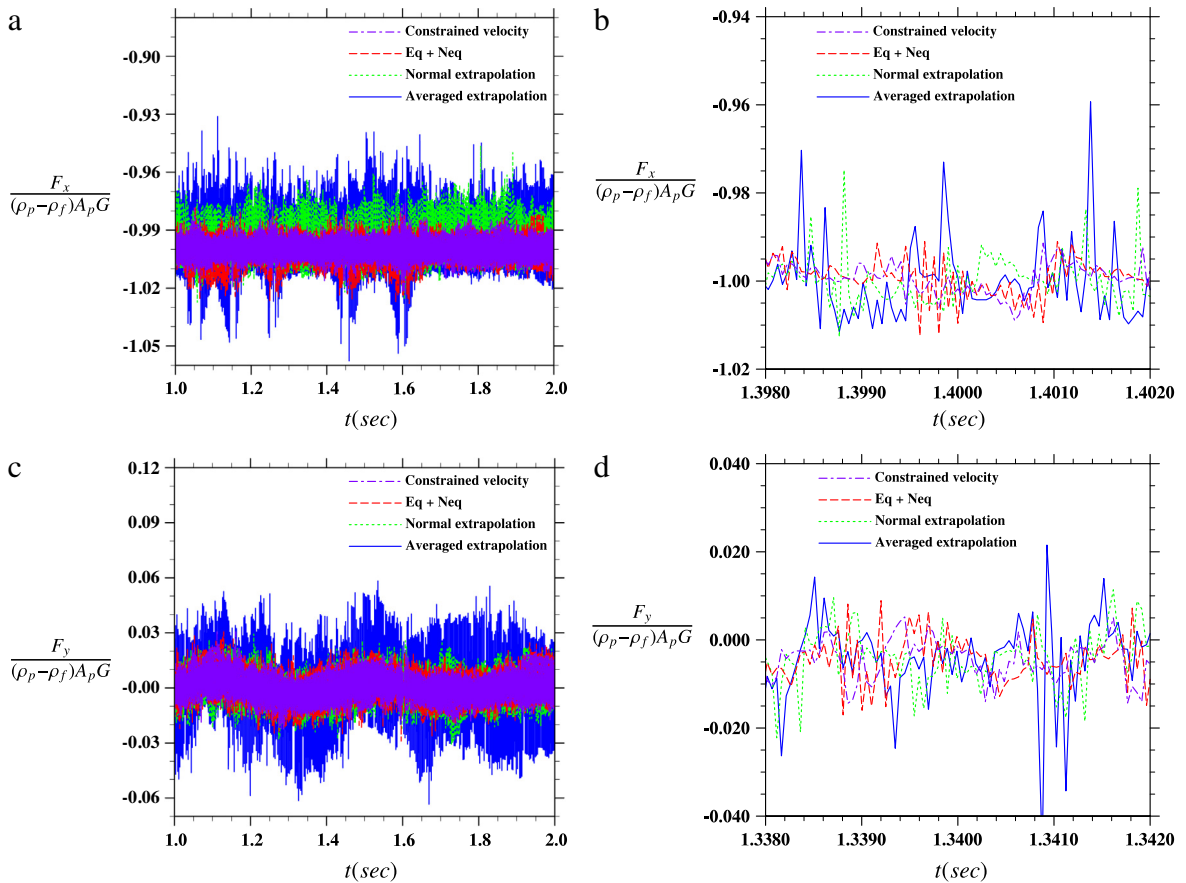 a
Constrained velocity
Eq + Neq
Normal extrapolation
Averaged extrapolation
-0.90
-0.93
-0.96
-0.99
-1.02
-1.05
F_x
(ρ_p−ρ_f)A_pG
1.0 1.2 1.4 1.6 1.8 2.0
t(sec)
b
Constrained velocity
Eq + Neq
Normal extrapolation
Averaged extrapolation
-0.94
-0.96
-0.98
-1.00
-1.02
F_x
(ρ_p−ρ_f)A_pG
1.3980 1.3990 1.4000 1.4010 1.4020
t(sec)
c
Constrained velocity
Eq + Neq
Normal extrapolation
Averaged extrapolation
0.12
0.09
0.06
0.03
-0.00
-0.03
-0.06
F_y
(ρ_p−ρ_f)A_pG
1.0 1.2 1.4 1.6 1.8 2.0
t(sec)
d
Constrained velocity
Eq + Neq
Normal extrapolation
Averaged extrapolation
0.040
0.020
0.000
-0.020
-0.040
F_y
(ρ_p−ρ_f)A_pG
1.3380 1.3390 1.3400 1.3410 1.3420
t(sec)